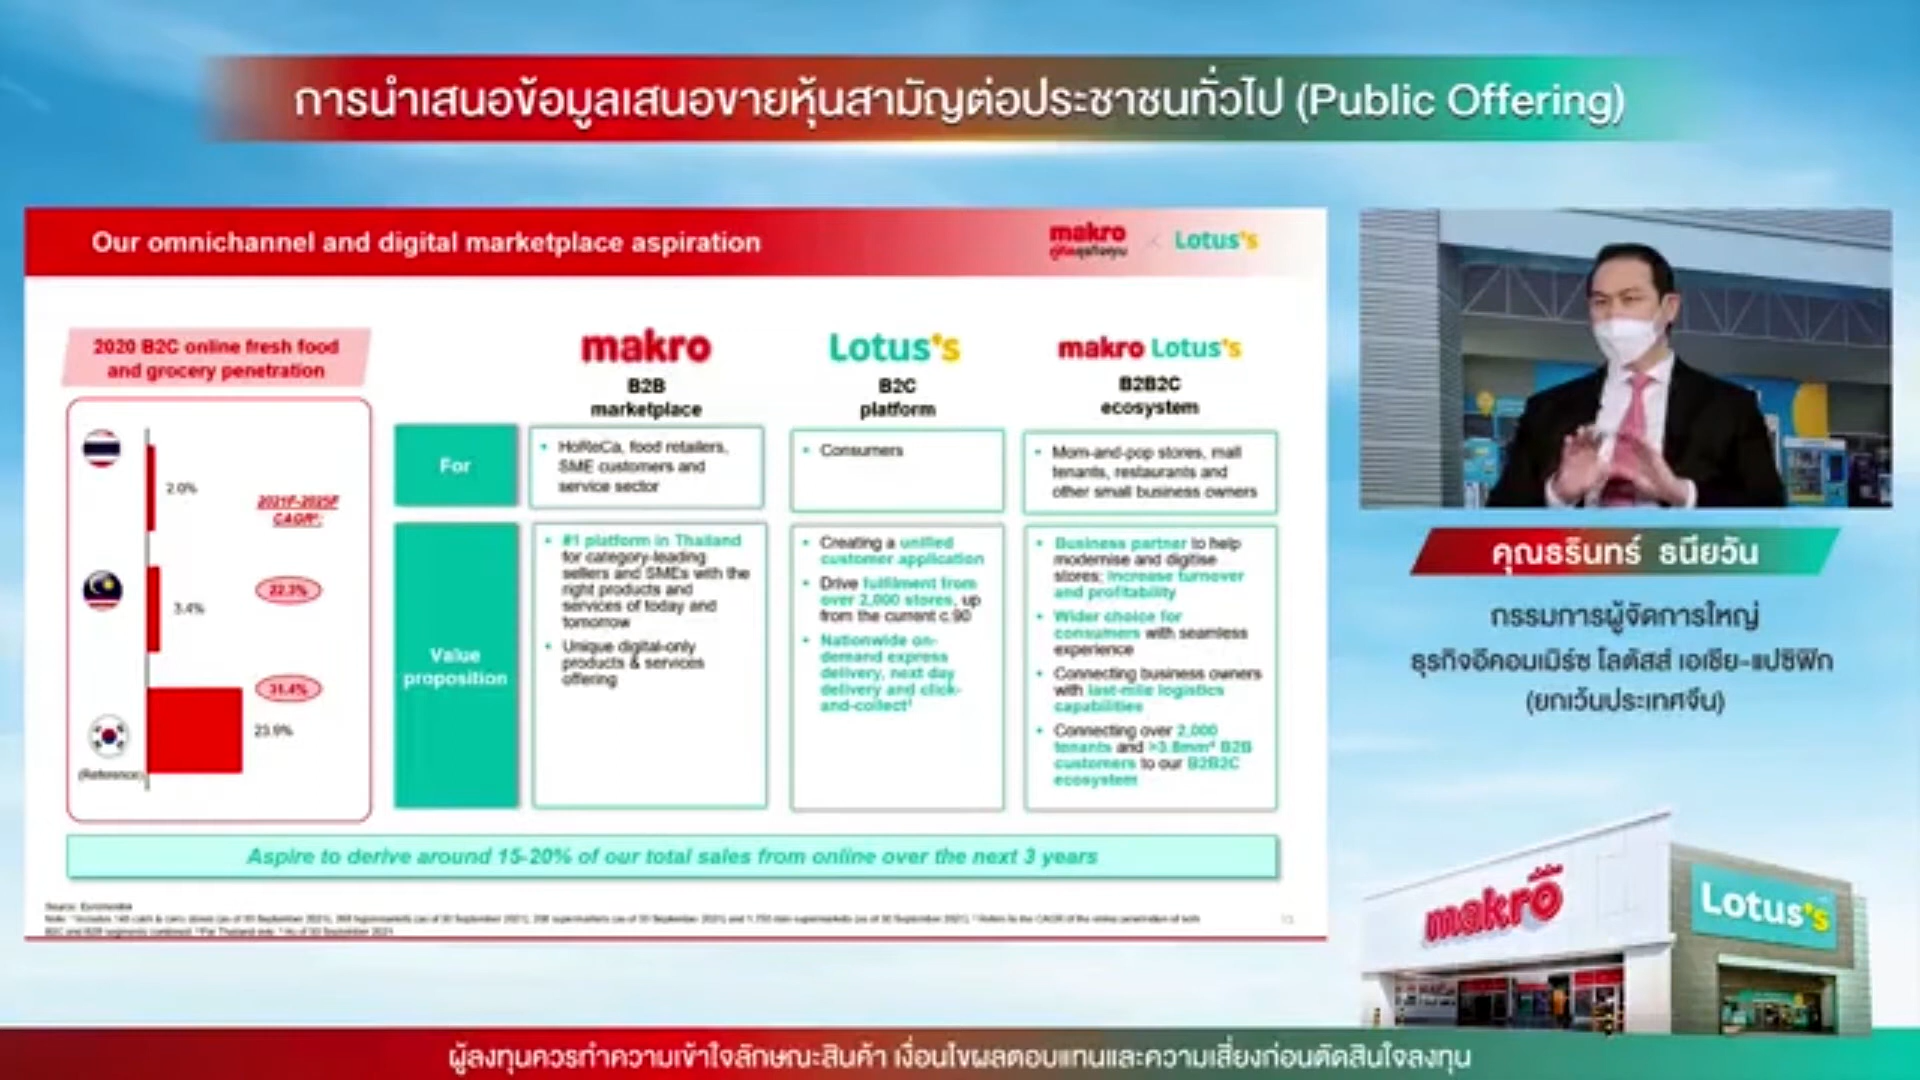 การนำเสนอข้อมูลเสนอขายหุ้นสามัญต่อประชาชนทั่วไป (Public Offering)
Our omnichannel and digital marketplace aspiration
makro
Lotus's
2020 B2C online fresh food
and grocery penetration
2.0%
2021F-2025F
CAGR²:
3.4%
22.3%
31.4%
23.9%
(Reference)
makro
B2B
marketplace
Lotus's
B2C
platform
makro Lotus's
B2B2C
ecosystem
For
• HoReCa, food retailers,
SME customers and
service sector
• Consumers
• Mom-and-pop stores, mall
tenants, restaurants and
other small business owners
Value
proposition
• #1 platform in Thailand
for category-leading
sellers and SMEs with the
right products and
services of today and
tomorrow
• Unique digital-only
products & services
offering
• Creating a unified
customer application
• Drive fulfilment from
over 2,000 stores, up
from the current c.90
• Nationwide on-
demand express
delivery, next day
delivery and click-
and-collect³
• Business partner to help
modernise and digitise
stores; increase turnover
and profitability
• Wider choice for
consumers with seamless
experience
• Connecting business owners
with last-mile logistics
capabilities
• Connecting over 2,000
tenants and >3.8mm⁴ B2B
customers to our B2B2C
ecosystem
Aspire to derive around 15-20% of our total sales from online over the next 3 years
Source: Euromonitor
คุณธรินทร์ ธนียวัน
กรรมการผู้จัดการใหญ่
ธุรกิจอีคอมเมิร์ซ โลตัสส์ เอเชีย-แปซิฟิก
(ยกเว้นประเทศจีน)
makro
Lotus's
ผู้ลงทุนควรทำความเข้าใจลักษณะสินค้า เงื่อนไขผลตอบแทนและความเสี่ยงก่อนตัดสินใจลงทุน